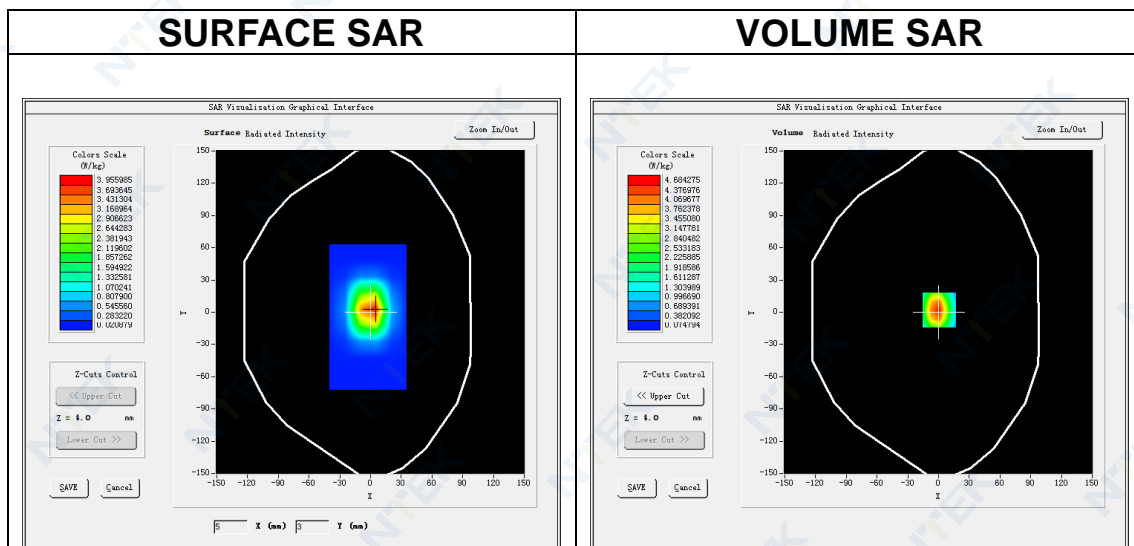 SURFACE SAR
VOLUME SAR
SAR Visualisation Graphical Interface
Surface Radiated Intensity
Zoom In/Out
Colors Scale
(W/kg)
3.955985
3.693645
3.431304
3.168964
2.906623
2.644283
2.381943
2.119602
1.857262
1.594922
1.332581
1.070241
0.807900
0.545560
0.283220
0.020879
150
120
90
60
30
0
-30
-60
-90
-120
-150
Y
-150 -120 -90 -60 -30 0 30 60 90 120 150
X
Z-Cuts Control
<< Upper Cut
Z = 4.0 mm
Lower Cut >>
SAVE Cancel
5 X (mm) 3 Y (mm)
SAR Visualisation Graphical Interface
Volume Radiated Intensity
Zoom In/Out
Colors Scale
(W/kg)
4.684275
4.376976
4.069677
3.762378
3.455080
3.147781
2.840482
2.533183
2.225885
1.918586
1.611287
1.303989
0.996690
0.689391
0.382092
0.074794
150
120
90
60
30
0
-30
-60
-90
-120
-150
Y
-150 -120 -90 -60 -30 0 30 60 90 120 150
X
Z-Cuts Control
<< Upper Cut
Z = 4.0 mm
Lower Cut >>
SAVE Cancel
NTEK